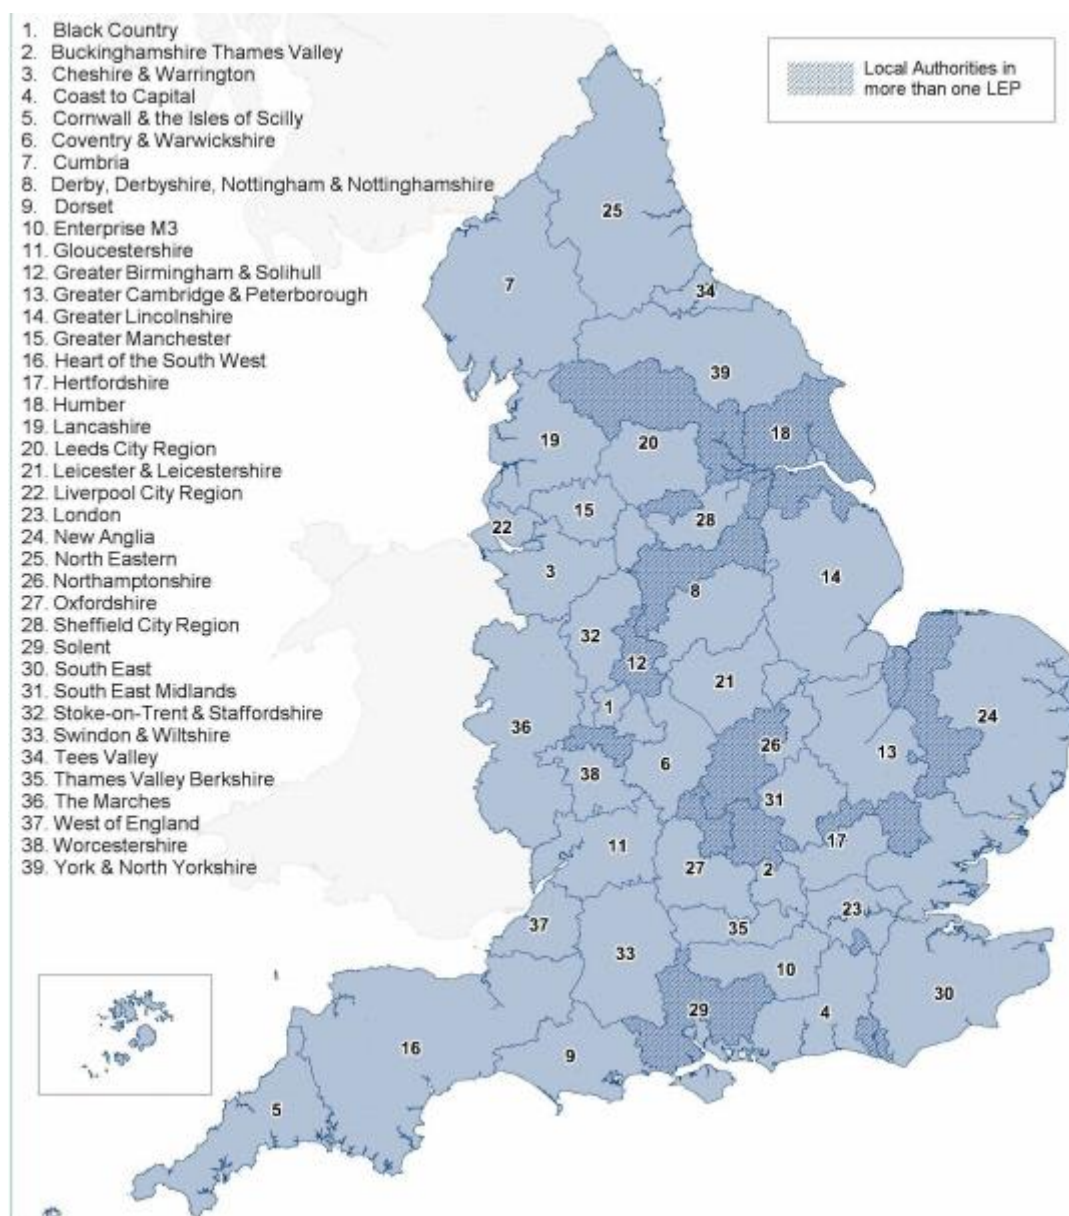 1. Black Country
2. Buckinghamshire Thames Valley
3. Cheshire & Warrington
4. Coast to Capital
5. Cornwall & the Isles of Scilly
6. Coventry & Warwickshire
7. Cumbria
8. Derby, Derbyshire, Nottingham & Nottinghamshire
9. Dorset
10. Enterprise M3
11. Gloucestershire
12. Greater Birmingham & Solihull
13. Greater Cambridge & Peterborough
14. Greater Lincolnshire
15. Greater Manchester
16. Heart of the South West
17. Hertfordshire
18. Humber
19. Lancashire
20. Leeds City Region
21. Leicester & Leicestershire
22. Liverpool City Region
23. London
24. New Anglia
25. North Eastern
26. Northamptonshire
27. Oxfordshire
28. Sheffield City Region
29. Solent
30. South East
31. South East Midlands
32. Stoke-on-Trent & Staffordshire
33. Swindon & Wiltshire
34. Tees Valley
35. Thames Valley Berkshire
36. The Marches
37. West of England
38. Worcestershire
39. York & North Yorkshire
Local Authorities in
more than one LEP
25
7
34
39
19
20
18
15
28
22
3
8
14
32
12
21
1
36
24
26
13
6
38
31
11
17
27
2
23
37
35
33
10
30
29
4
16
9
5